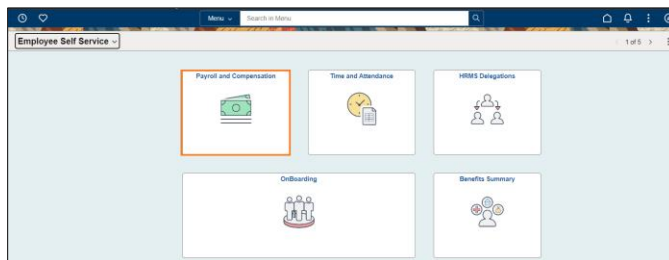 Menu Search in Menu
Employee Self Service
1 of 5
Payroll and Compensation
Time and Attendance
HRMS Delegations
OnBoarding
Benefits Summary